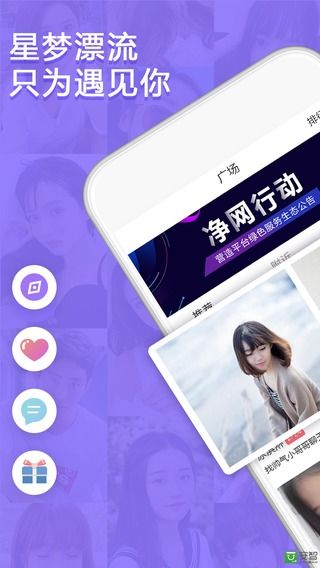 星梦漂流
只为遇见你
广场
排行
净网行动
营造平台绿色服务生态公告
推荐
附近
找帅气小哥哥聊天